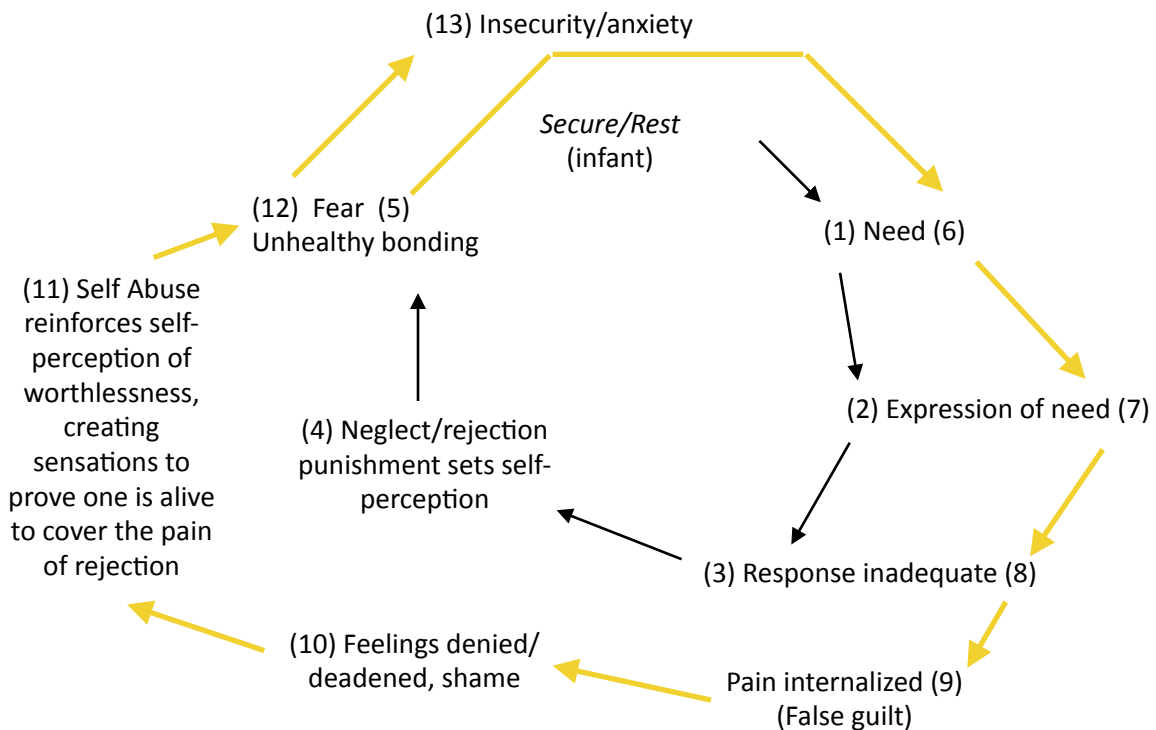 (13) Insecurity/anxiety
Secure/Rest
(infant)
(12) Fear (5)
Unhealthy bonding
(1) Need (6)
(11) Self Abuse
reinforces self-
perception of
worthlessness,
creating
sensations to
prove one is alive
to cover the pain
of rejection
(2) Expression of need (7)
(4) Neglect/rejection
punishment sets self-
perception
(3) Response inadequate (8)
(10) Feelings denied/
deadened, shame
Pain internalized (9)
(False guilt)